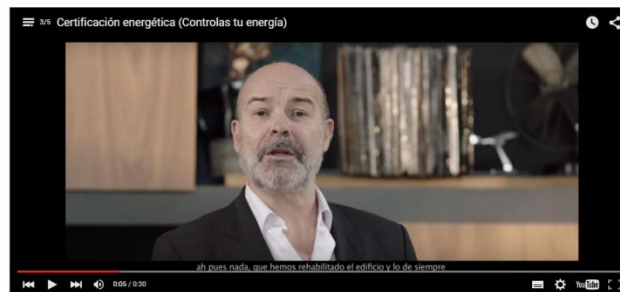 3/5 Certificación energética (Controlas tu energía)
ah pues nada, que hemos rehabilitado el edificio y lo de siempre
0:05 / 0:30
YouTube